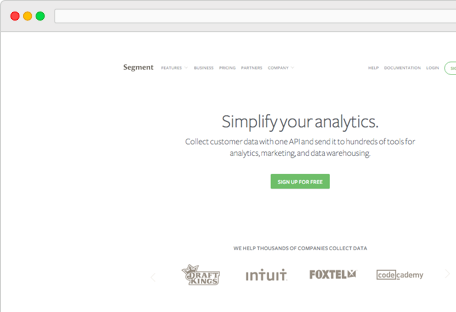 Segment FEATURES BUSINESS PRICING PARTNERS COMPANY HELP DOCUMENTATION LOGIN
Simplify your analytics.
Collect customer data with one API and send it to hundreds of tools for
analytics, marketing, and data warehousing.
SIGN UP FOR FREE
WE HELP THOUSANDS OF COMPANIES COLLECT DATA
DRAFT
KINGS
intuit
FOXTEL
codecademy